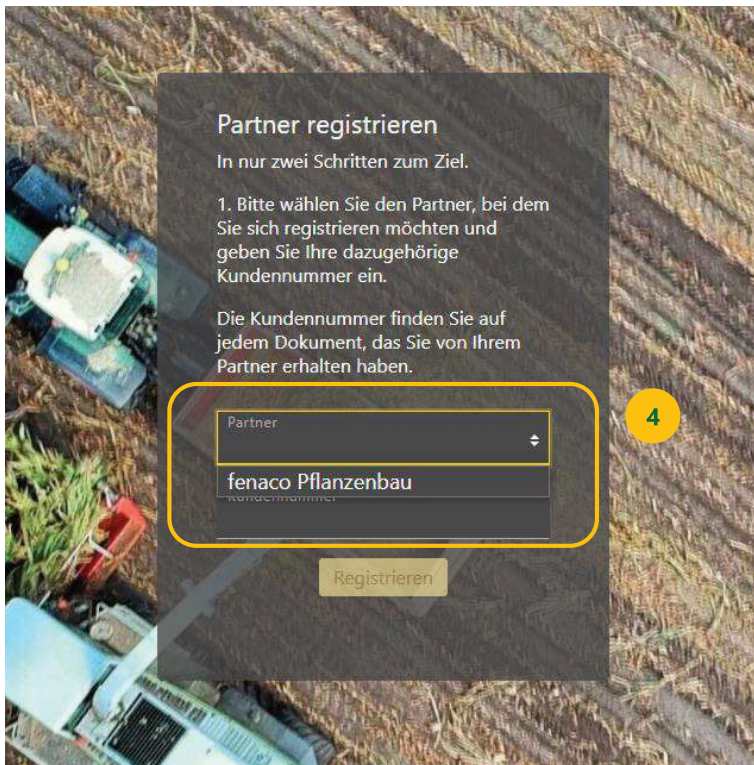 Partner registrieren
In nur zwei Schritten zum Ziel.
1. Bitte wählen Sie den Partner, bei dem
Sie sich registrieren möchten und
geben Sie Ihre dazugehörige
Kundennummer ein.
Die Kundennummer finden Sie auf
jedem Dokument, das Sie von Ihrem
Partner erhalten haben.
Partner
4
fenaco Pflanzenbau
Kundennummer
Registrieren